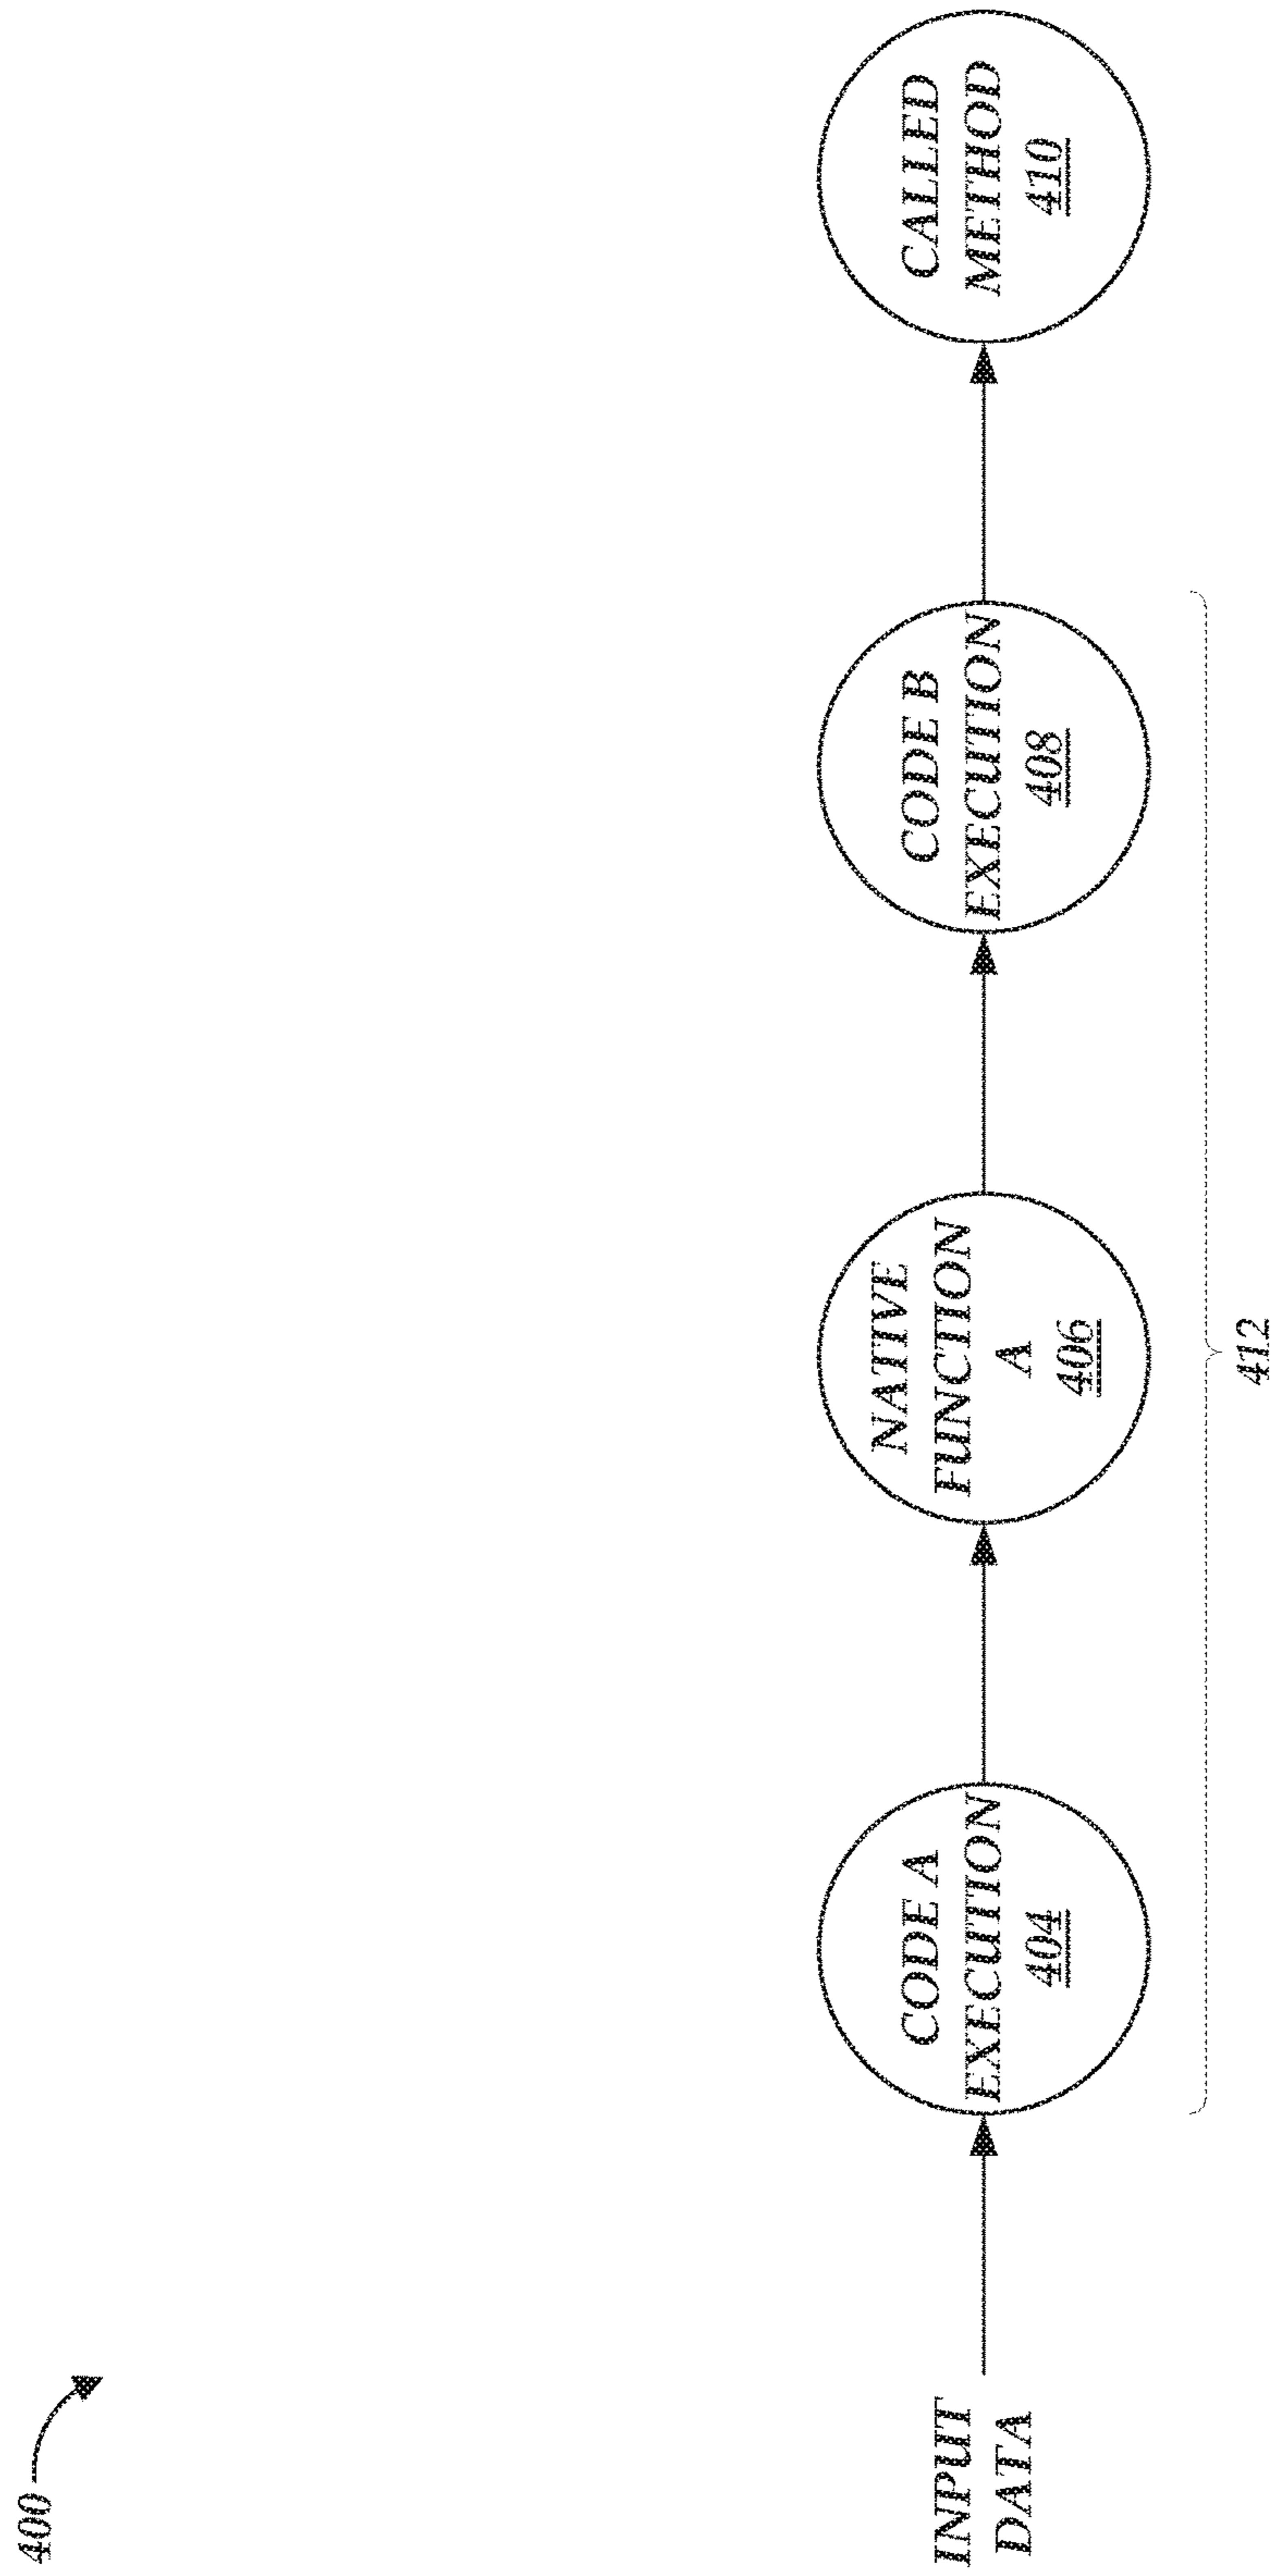 400
INPUT
DATA
CODE A
EXECUTION
404
NATIVE
FUNCTION
A
406
CODE B
EXECUTION
408
CALLED
METHOD
410
412